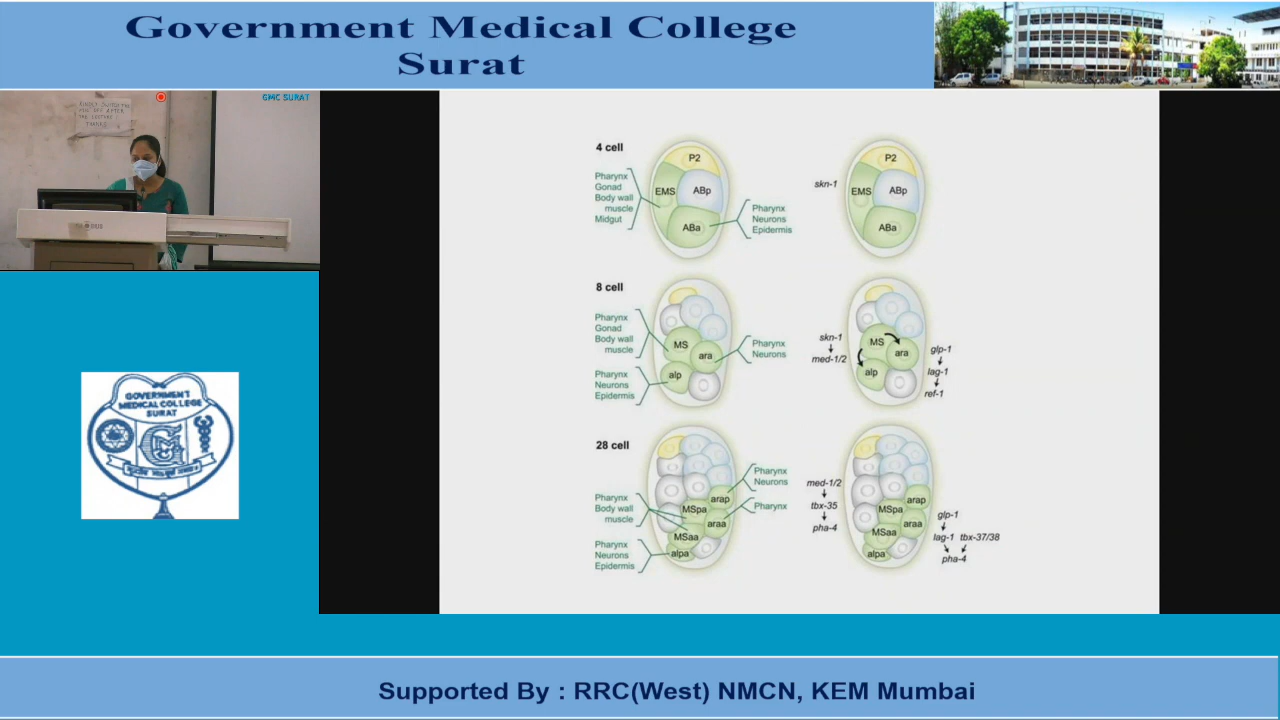 Government Medical College
Surat
KINDLY SWITCH THE
GMC SURAT
GOVERNMENT
MEDICAL COLLEGE
SURAT
4 cell
Pharynx
Gonad
Body wall
muscle
Midgut
P2
EMS
ABp
ABa
Pharynx
Neurons
Epidermis
skn-1
P2
EMS
ABp
ABa
8 cell
Pharynx
Gonad
Body wall
muscle
Pharynx
Neurons
Epidermis
MS
ara
alp
Pharynx
Neurons
skn-1
med-1/2
MS
ara
alp
glp-1
lag-1
ref-1
28 cell
Pharynx
Body wall
muscle
Pharynx
Neurons
Epidermis
arap
MSpa
araa
MSaa
alpa
Pharynx
Neurons
Pharynx
med-1/2
tbx-35
pha-4
arap
MSpa
araa
MSaa
alpa
glp-1
lag-1 tbx-37/38
pha-4
Supported By : RRC(West) NMCN, KEM Mumbai